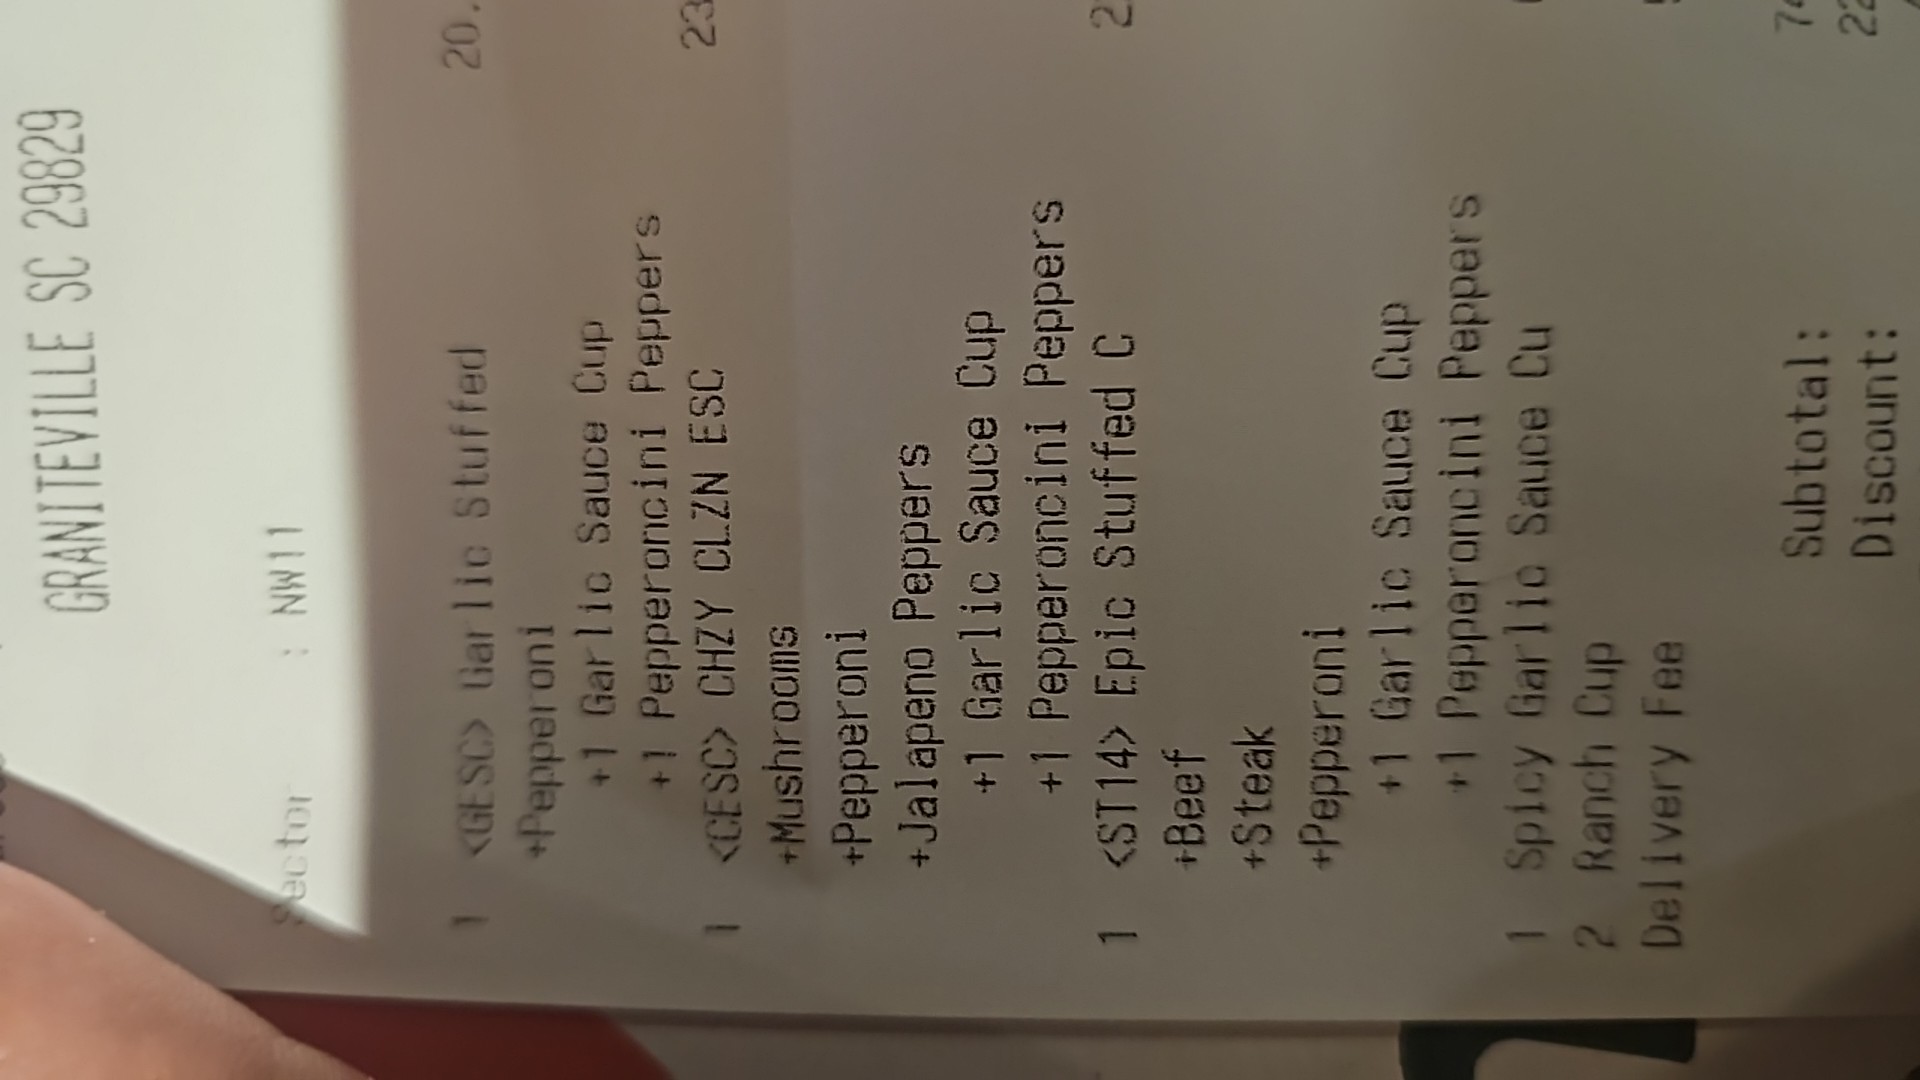 GRANITEVILLE SC 29829
Sector : NW11
1 <GESC> Garlic Stuffed 20.
+Pepperoni
+1 Garlic Sauce Cup
+1 Pepperoncini Peppers
1 <CESC> CHZY CLZN ESC 23
+Mushrooms
+Pepperoni
+Jalapeno Peppers
+1 Garlic Sauce Cup
+1 Pepperoncini Peppers
1 <ST14> Epic Stuffed C 2
+Beef
+Steak
+Pepperoni
+1 Garlic Sauce Cup
+1 Pepperoncini Peppers
1 Spicy Garlic Sauce Cu
2 Ranch Cup
Delivery Fee
Subtotal: 74
Discount: 22